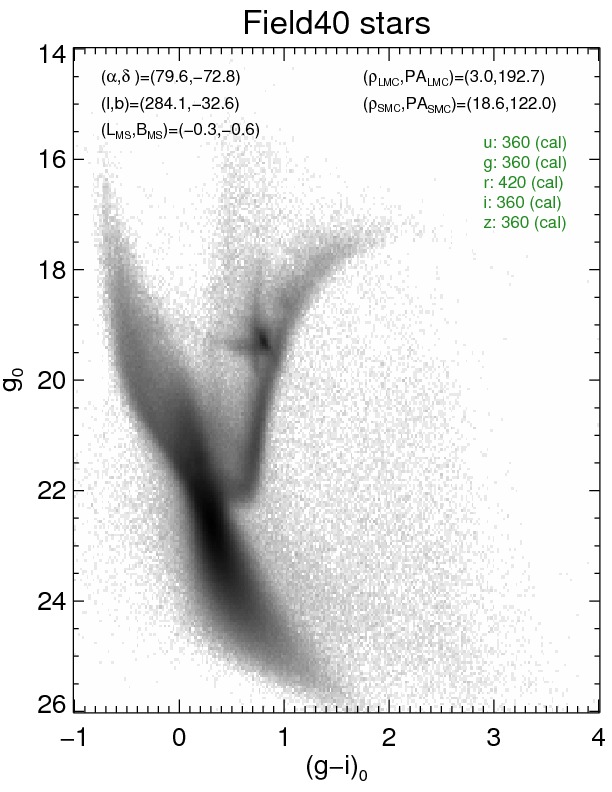 Field40 stars
(α,δ)=(79.6,−72.8)
(ρLMC,PALMC)=(3.0,192.7)
(l,b)=(284.1,−32.6)
(ρSMC,PASMC)=(18.6,122.0)
(LMS,BMS)=(−0.3,−0.6)
u: 360 (cal)
g: 360 (cal)
r: 420 (cal)
i: 360 (cal)
z: 360 (cal)
14
16
18
20
22
24
26
g0
−1 0 1 2 3 4
(g−i)0